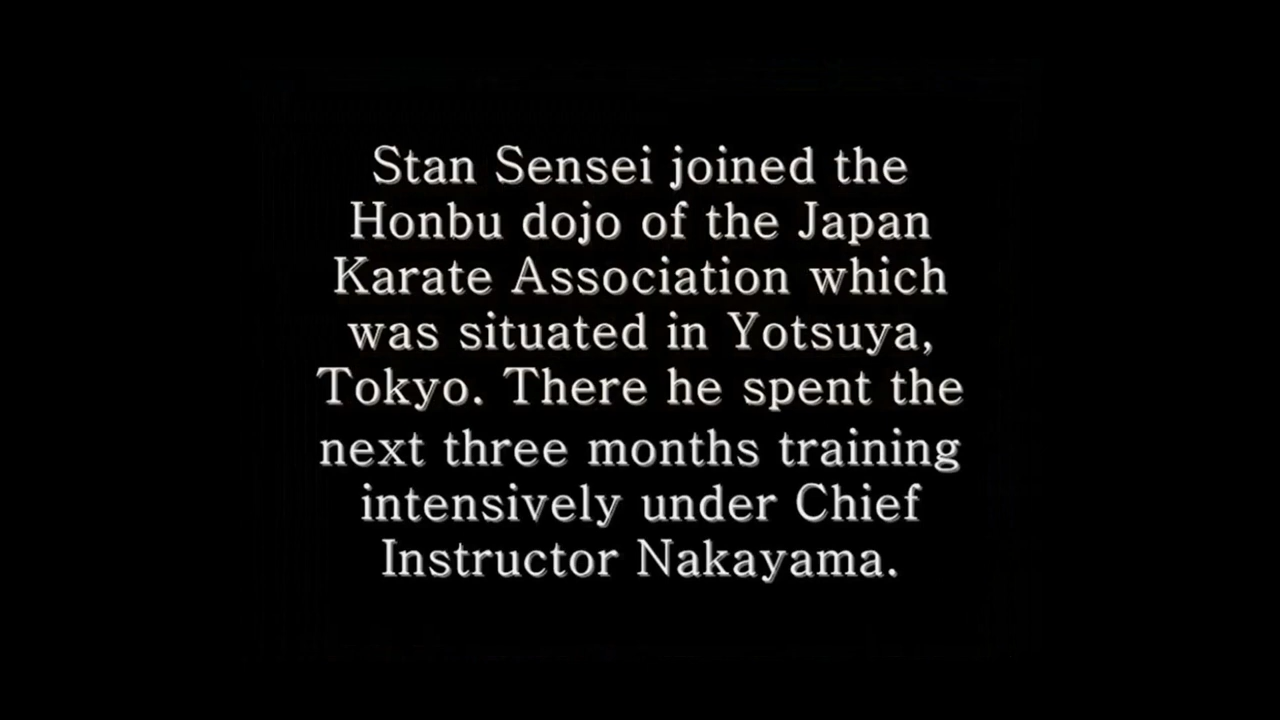 Stan Sensei joined the
Honbu dojo of the Japan
Karate Association which
was situated in Yotsuya,
Tokyo. There he spent the
next three months training
intensively under Chief
Instructor Nakayama.